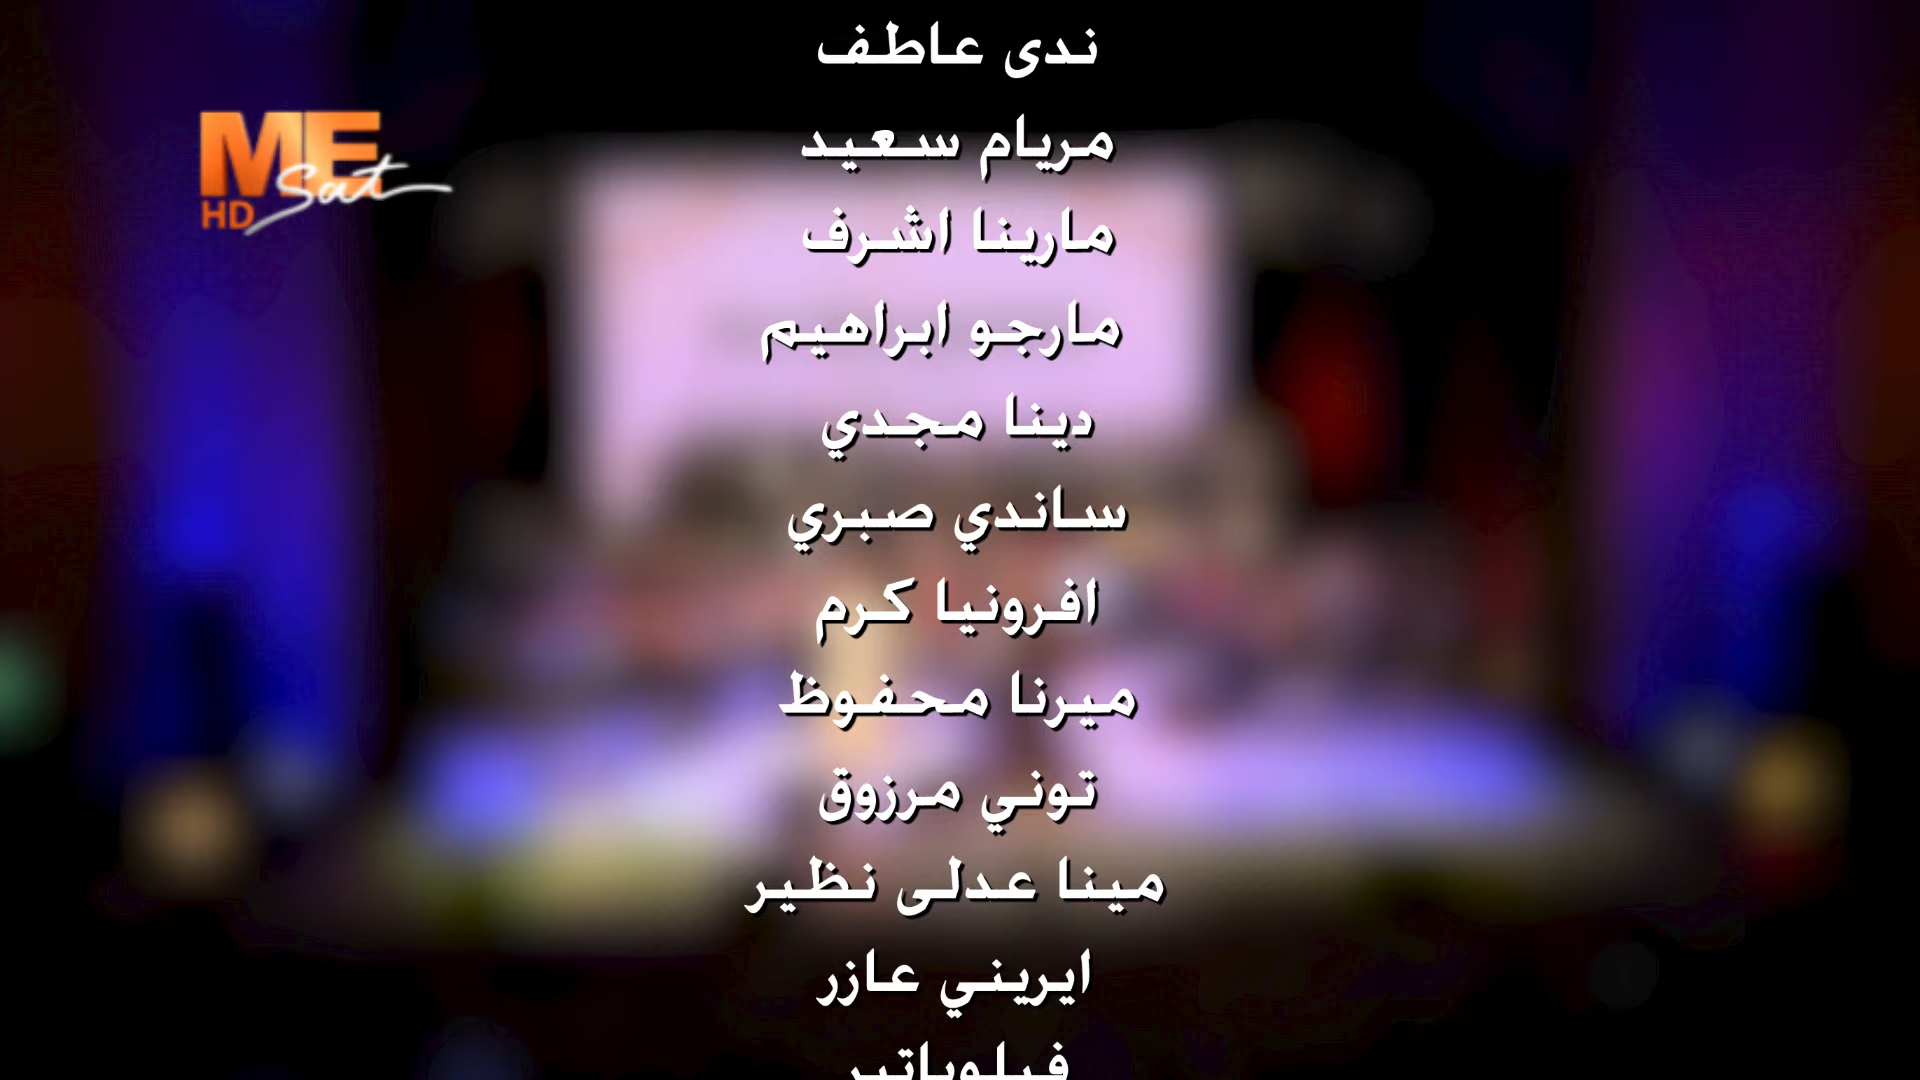 ME
Sat
HD
ندى عاطف
مريام سعيد
مارينا اشرف
مارجو ابراهيم
دينا مجدي
ساندي صبري
افرونيا كرم
ميرنا محفوظ
توني مرزوق
مينا عدلى نظير
ايريني عازر